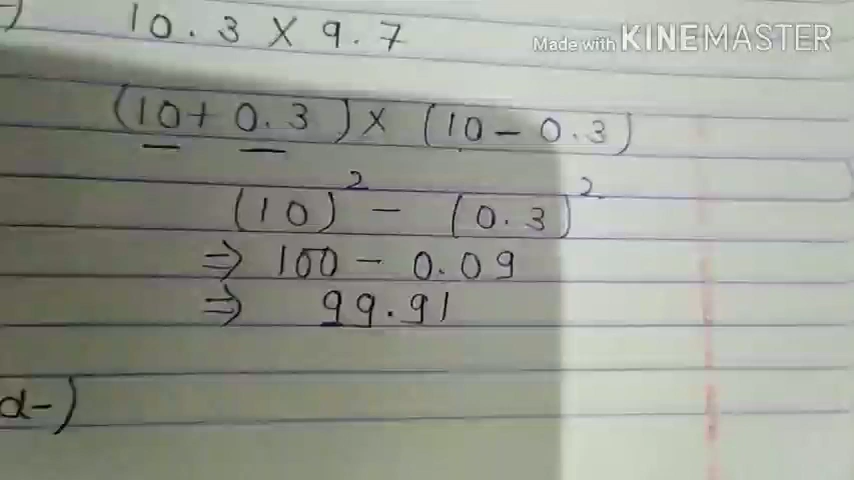 10.3 × 9.7
Made with KINEMASTER
(10 + 0.3) × (10 - 0.3)
(10)² - (0.3)²
⇒ 100 - 0.09
⇒ 99.91
d-)